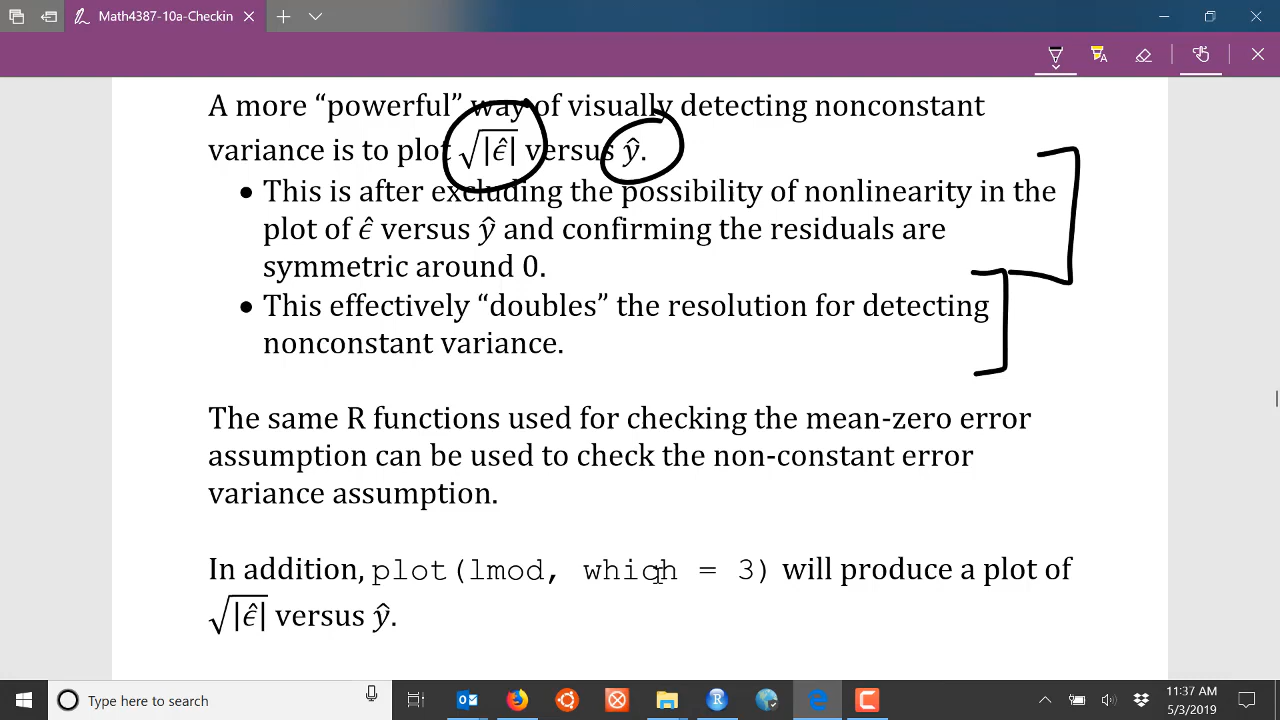 Math4387-10a-Checkin
A more “powerful” way of visually detecting nonconstant
variance is to plot √|ε̂| versus ŷ.
• This is after excluding the possibility of nonlinearity in the
plot of ε̂ versus ŷ and confirming the residuals are
symmetric around 0.
• This effectively “doubles” the resolution for detecting
nonconstant variance.
The same R functions used for checking the mean-zero error
assumption can be used to check the non-constant error
variance assumption.
In addition, plot(lmod, which = 3) will produce a plot of
√|ε̂| versus ŷ.
Type here to search
11:37 AM
5/3/2019